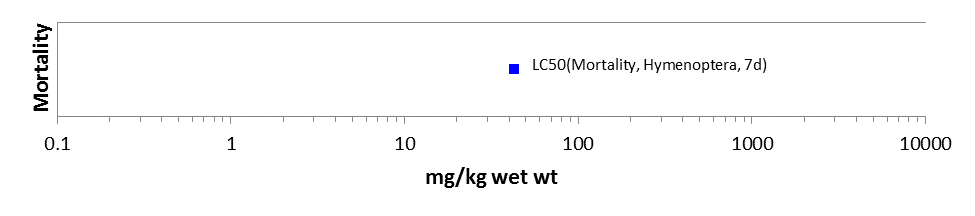 Mortality
LC50(Mortality, Hymenoptera, 7d)
0.1 1 10 100 1000 10000
mg/kg wet wt